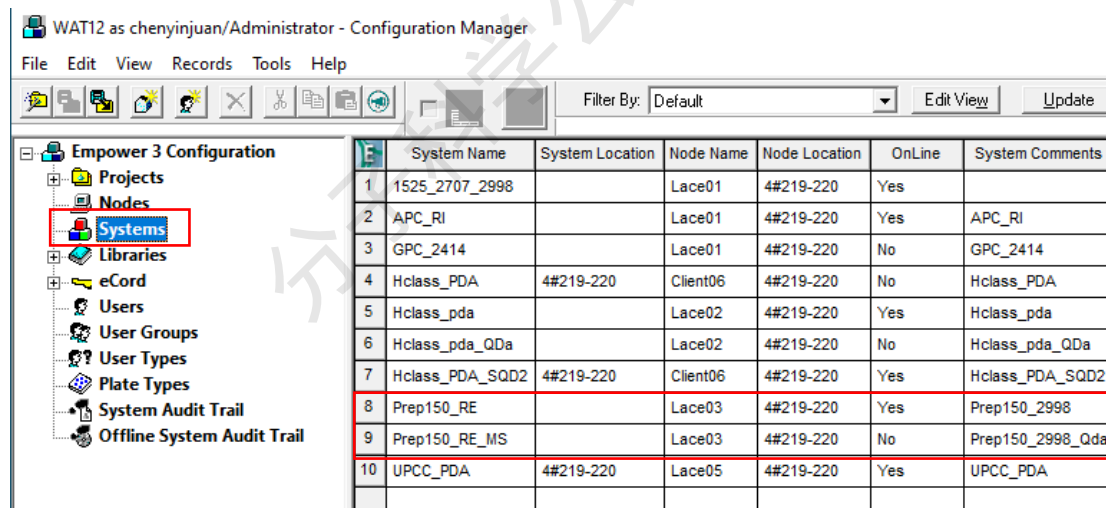 WAT12 as chenyinjuan/Administrator - Configuration Manager
File Edit View Records Tools Help
Filter By: Default Edit View Update
Empower 3 Configuration
Projects
Nodes
Systems
Libraries
eCord
Users
User Groups
User Types
Plate Types
System Audit Trail
Offline System Audit Trail
System Name System Location Node Name Node Location OnLine System Comments
1 1525_2707_2998 Lace01 4#219-220 Yes
2 APC_RI Lace01 4#219-220 Yes APC_RI
3 GPC_2414 Lace01 4#219-220 No GPC_2414
4 Hclass_PDA 4#219-220 Client06 4#219-220 No Hclass_PDA
5 Hclass_pda Lace02 4#219-220 Yes Hclass_pda
6 Hclass_pda_QDa Lace02 4#219-220 No Hclass_pda_QDa
7 Hclass_PDA_SQD2 4#219-220 Client06 4#219-220 Yes Hclass_PDA_SQD2
8 Prep150_RE Lace03 4#219-220 Yes Prep150_2998
9 Prep150_RE_MS Lace03 4#219-220 No Prep150_2998_Qda
10 UPCC_PDA 4#219-220 Lace05 4#219-220 Yes UPCC_PDA
分子科学公